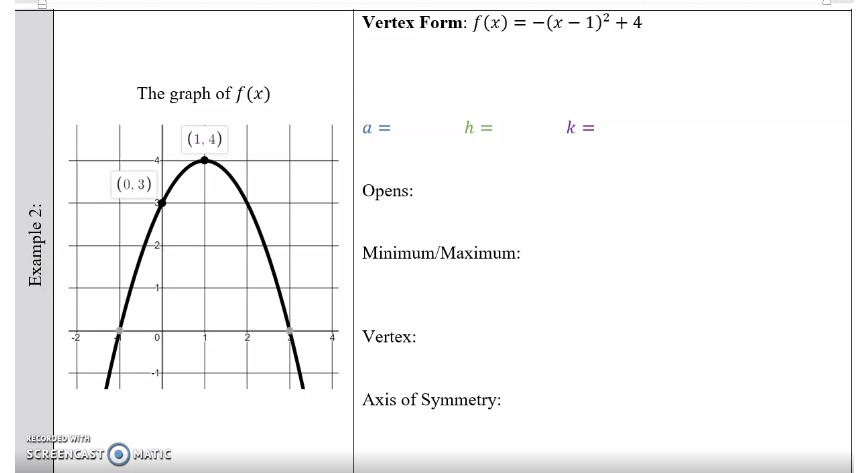 Example 2:
The graph of f(x)
(1, 4)
(0, 3)
4
3
2
1
-2
0
1
2
4
-1
Vertex Form: f(x) = −(x − 1)² + 4
a =
h =
k =
Opens:
Minimum/Maximum:
Vertex:
Axis of Symmetry:
RECORDED WITH
SCREENCAST MATIC